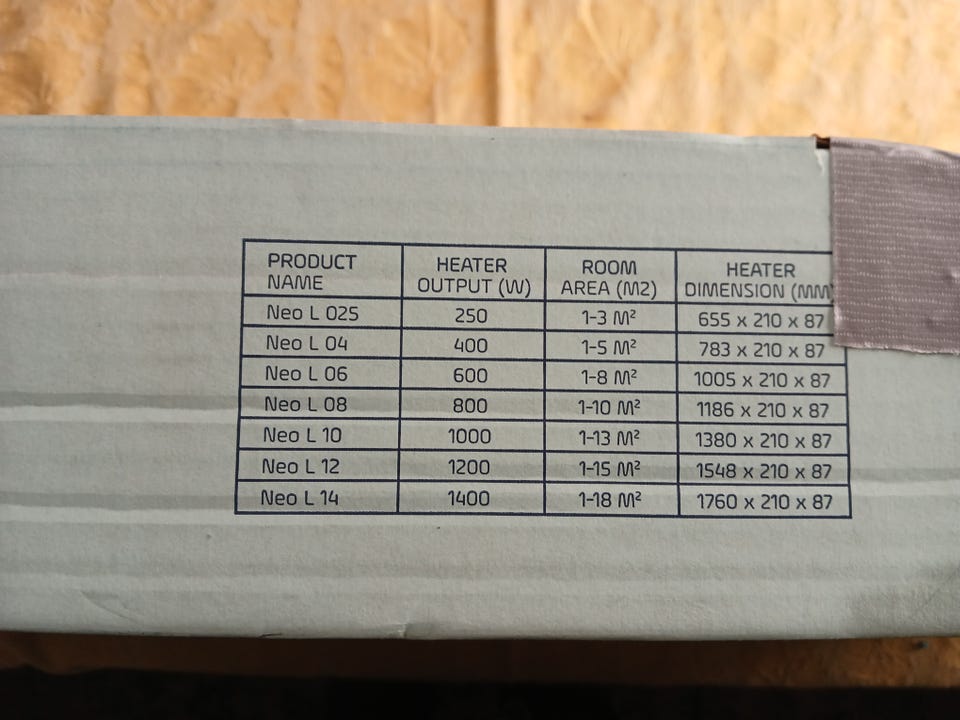 PRODUCT NAME HEATER OUTPUT (W) ROOM AREA (M2) HEATER DIMENSION (MM)
Neo L 025 250 1-3 M² 655 x 210 x 87
Neo L 04 400 1-5 M² 783 x 210 x 87
Neo L 06 600 1-8 M² 1005 x 210 x 87
Neo L 08 800 1-10 M² 1186 x 210 x 87
Neo L 10 1000 1-13 M² 1380 x 210 x 87
Neo L 12 1200 1-15 M² 1548 x 210 x 87
Neo L 14 1400 1-18 M² 1760 x 210 x 87